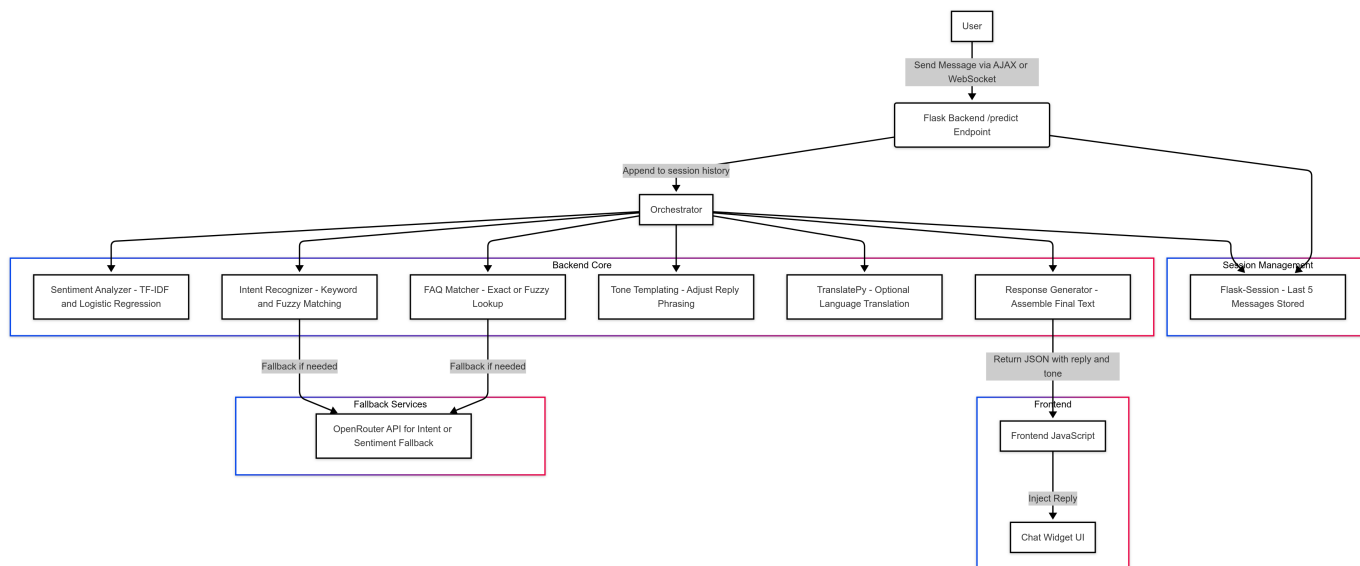 User
Send Message via AJAX or
WebSocket
Flask Backend /predict
Endpoint
Append to session history
Orchestrator
Backend Core
Session Management
Sentiment Analyzer - TF-IDF
and Logistic Regression
Intent Recognizer - Keyword
and Fuzzy Matching
FAQ Matcher - Exact or Fuzzy
Lookup
Tone Templating - Adjust Reply
Phrasing
TranslatePy - Optional
Language Translation
Response Generator -
Assemble Final Text
Flask-Session - Last 5
Messages Stored
Fallback if needed
Fallback if needed
Return JSON with reply and
tone
Fallback Services
OpenRouter API for Intent or
Sentiment Fallback
Frontend
Frontend JavaScript
Inject Reply
Chat Widget UI